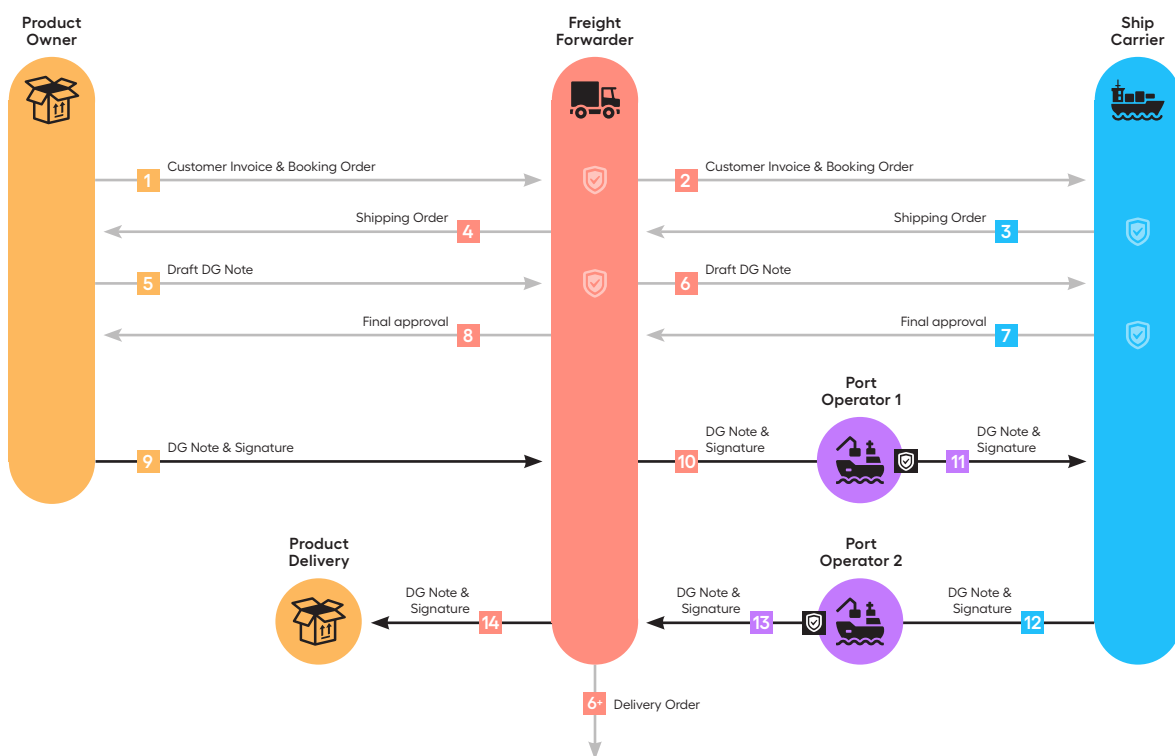 Product
Owner
Freight
Forwarder
Ship
Carrier
1
Customer Invoice & Booking Order
2
Customer Invoice & Booking Order
Shipping Order
4
Shipping Order
3
5
Draft DG Note
6
Draft DG Note
Final approval
8
Final approval
7
Port
Operator 1
9
DG Note & Signature
10
DG Note &
Signature
11
DG Note &
Signature
Product
Delivery
Port
Operator 2
DG Note &
Signature
14
DG Note &
Signature
13
DG Note &
Signature
12
6+
Delivery Order